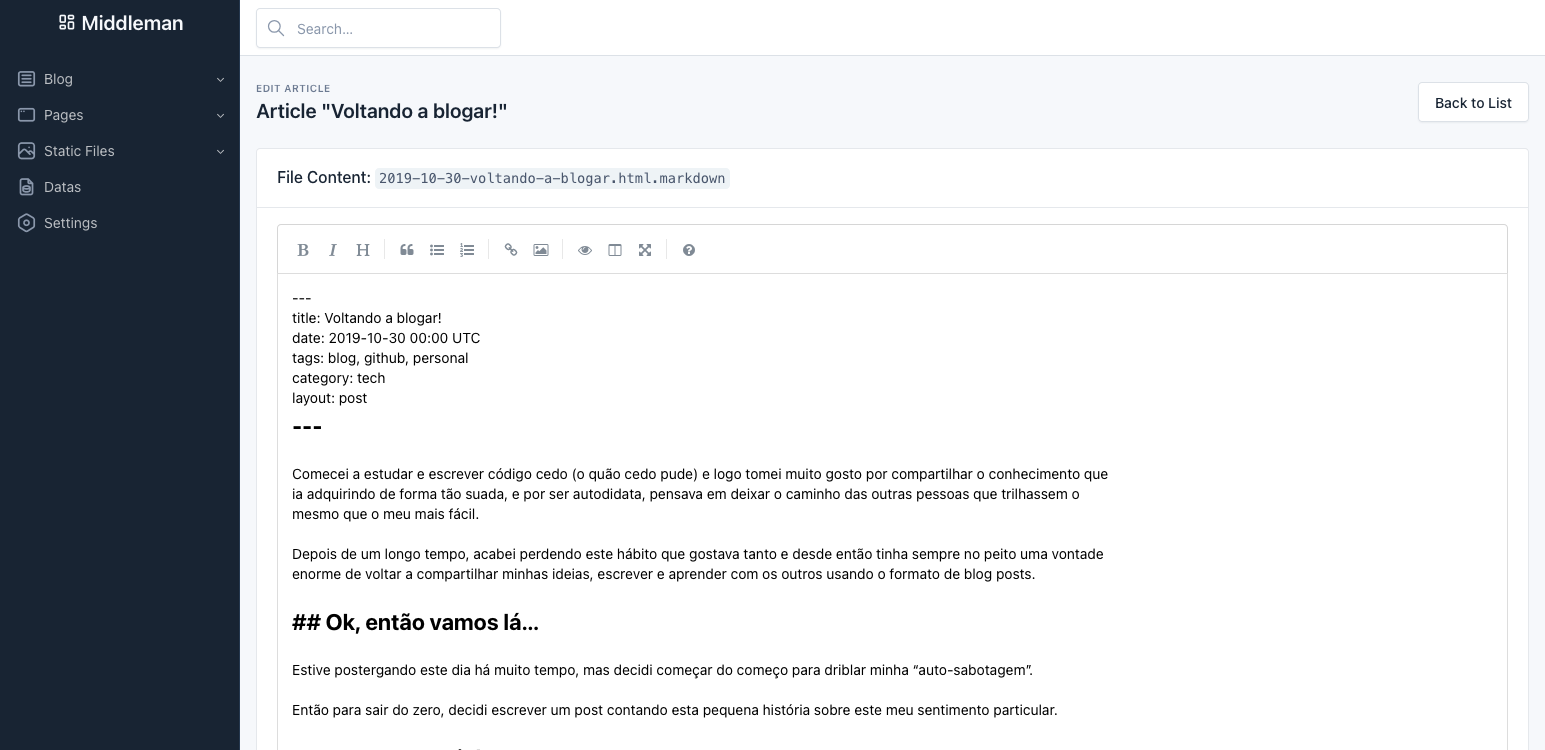 Middleman
Search...
Blog
Pages
Static Files
Datas
Settings
EDIT ARTICLE
Article "Voltando a blogar!"
Back to List
File Content: 2019-10-30-voltando-a-blogar.html.markdown
B I H
---
title: Voltando a blogar!
date: 2019-10-30 00:00 UTC
tags: blog, github, personal
category: tech
layout: post
---
Comecei a estudar e escrever código cedo (o quão cedo pude) e logo tomei muito gosto por compartilhar o conhecimento que
ia adquirindo de forma tão suada, e por ser autodidata, pensava em deixar o caminho das outras pessoas que trilhassem o
mesmo que o meu mais fácil.
Depois de um longo tempo, acabei perdendo este hábito que gostava tanto e desde então tinha sempre no peito uma vontade
enorme de voltar a compartilhar minhas ideias, escrever e aprender com os outros usando o formato de blog posts.
## Ok, então vamos lá...
Estive postergando este dia há muito tempo, mas decidi começar do começo para driblar minha “auto-sabotagem”.
Então para sair do zero, decidi escrever um post contando esta pequena história sobre este meu sentimento particular.